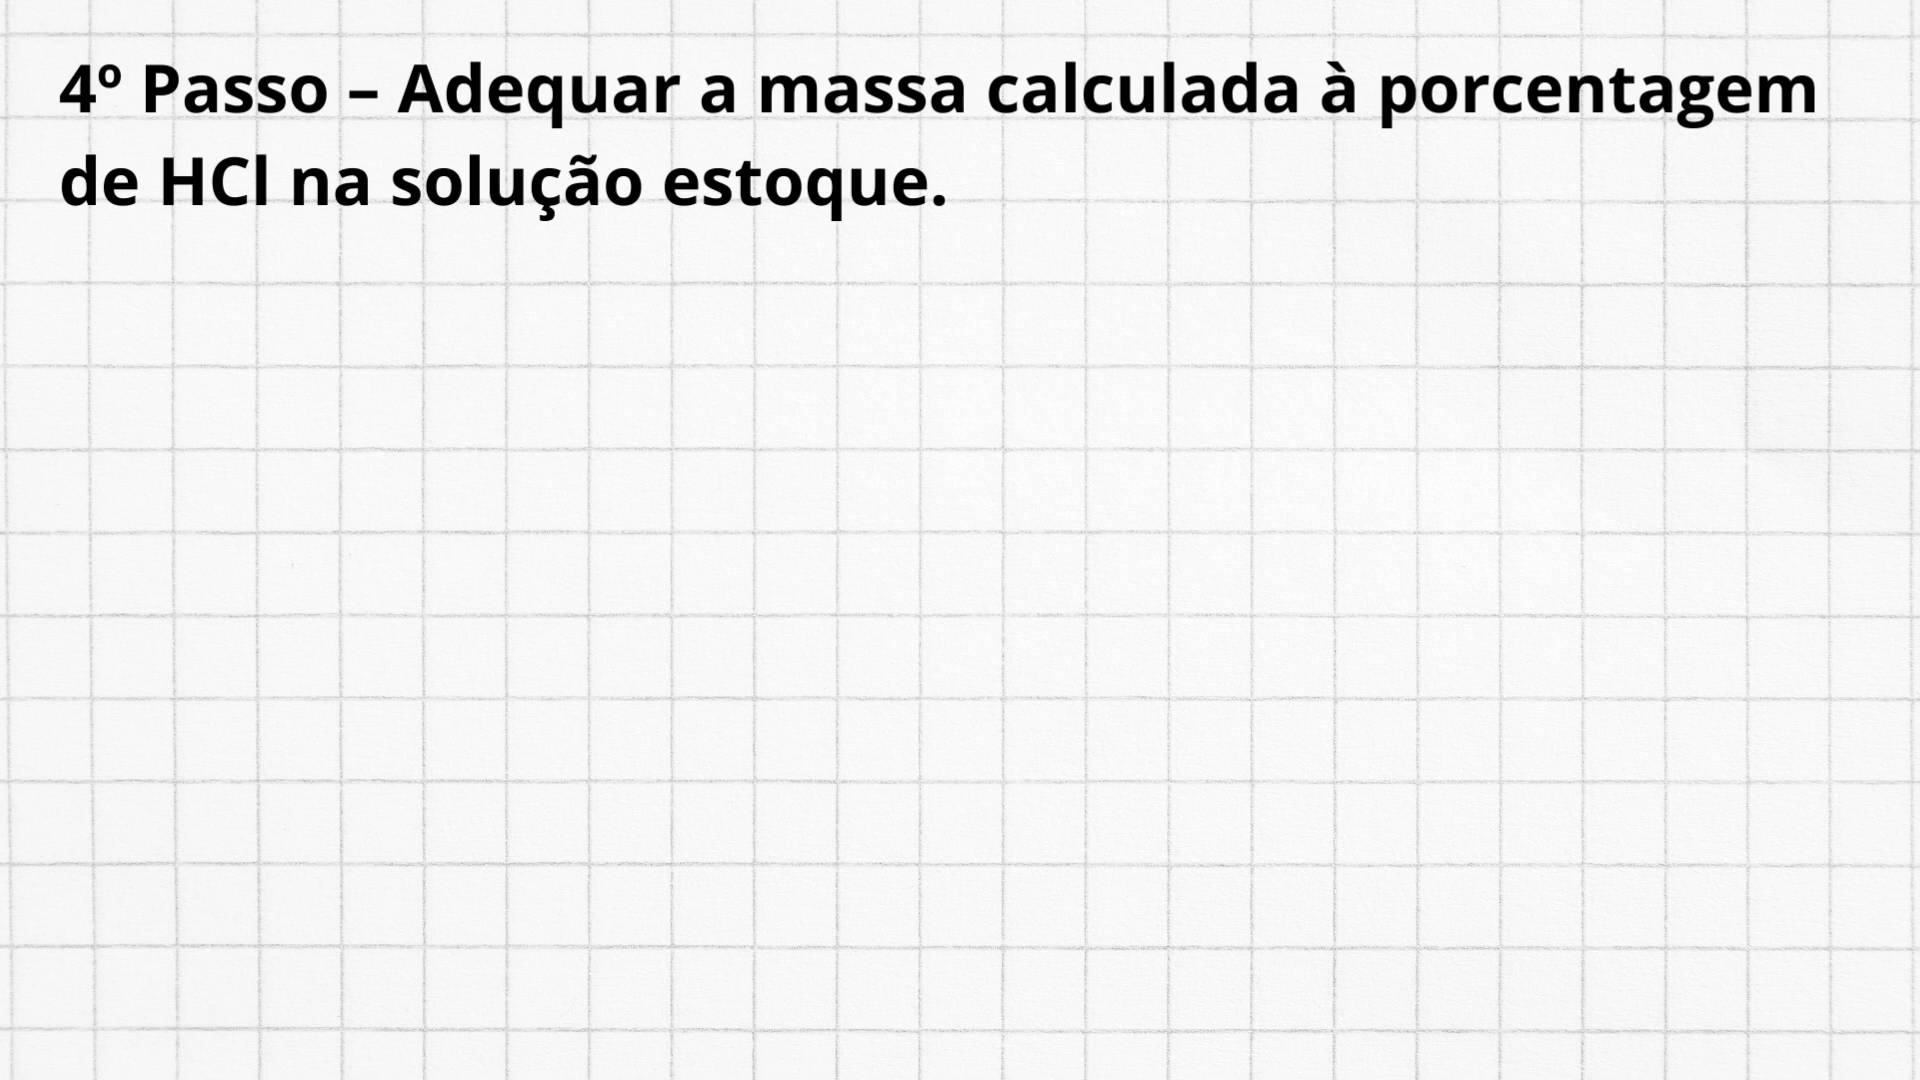 4º Passo – Adequar a massa calculada à porcentagem
de HCl na solução estoque.